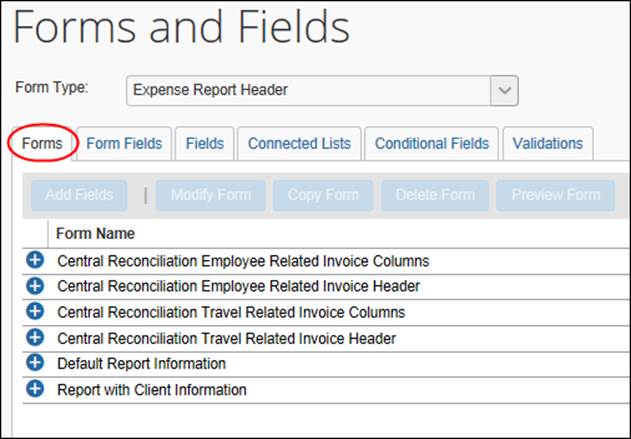 Forms and Fields
Form Type: Expense Report Header
Forms Form Fields Fields Connected Lists Conditional Fields Validations
Add Fields | Modify Form Copy Form Delete Form Preview Form
Form Name
Central Reconciliation Employee Related Invoice Columns
Central Reconciliation Employee Related Invoice Header
Central Reconciliation Travel Related Invoice Columns
Central Reconciliation Travel Related Invoice Header
Default Report Information
Report with Client Information